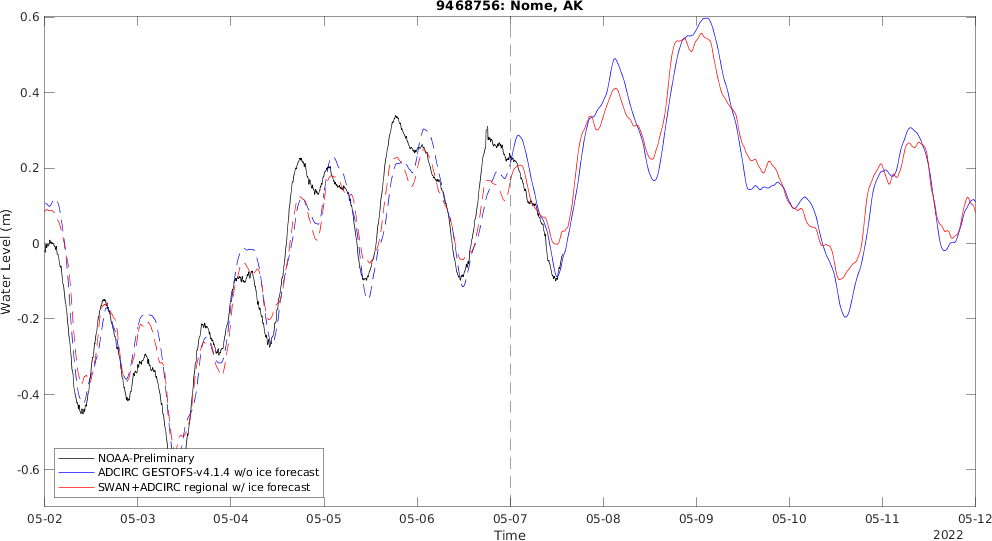 9468756: Nome, AK
0.6
0.4
0.2
0
-0.2
-0.4
-0.6
Water Level (m)
NOAA-Preliminary
ADCIRC GESTOFS-v4.1.4 w/o ice forecast
SWAN+ADCIRC regional w/ ice forecast
05-02 05-03 05-04 05-05 05-06 05-07 05-08 05-09 05-10 05-11 05-12
Time
2022